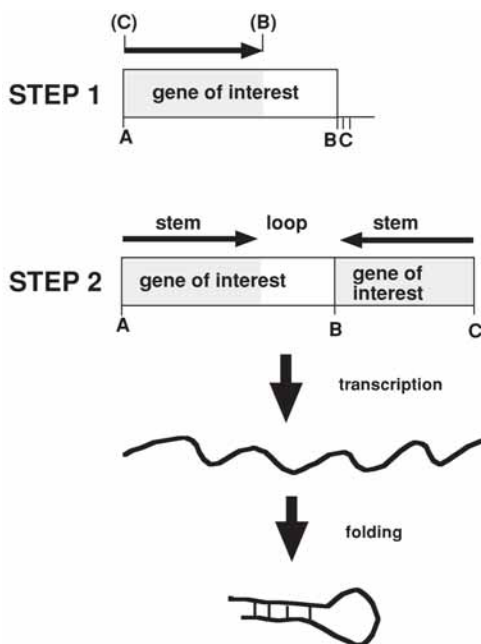 (C) (B)
STEP 1
gene of interest
A B C
stem loop stem
STEP 2
gene of interest
gene of
interest
A B C
transcription
folding